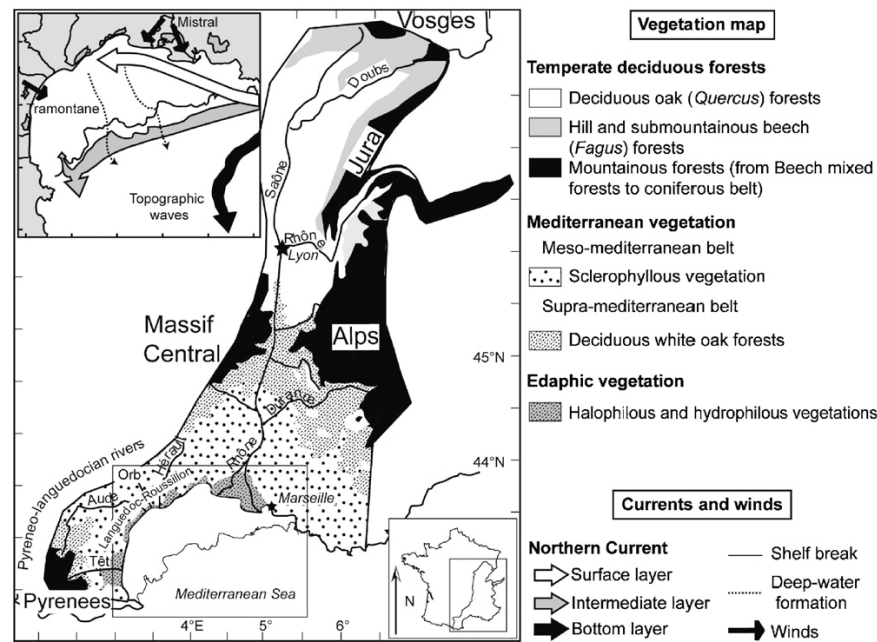 Mistral
ramontane
Topographic
waves
Vosges
Doubs
Jura
Saône
Rhône
Lyon
Massif
Central
Alps
Durance
45°N
44°N
Pyreneo-languedocian rivers
Hérault
Rhône
Orb
Aude
Languedoc-Roussillon
Marseille
Têt
Pyrenees
Mediterranean Sea
N
4°E
5°
6°
Vegetation map
Temperate deciduous forests
Deciduous oak (Quercus) forests
Hill and submountainous beech
(Fagus) forests
Mountainous forests (from Beech mixed
forests to coniferous belt)
Mediterranean vegetation
Meso-mediterranean belt
Sclerophyllous vegetation
Supra-mediterranean belt
Deciduous white oak forests
Edaphic vegetation
Halophilous and hydrophilous vegetations
Currents and winds
Northern Current
Surface layer
Intermediate layer
Bottom layer
Shelf break
Deep-water
formation
Winds